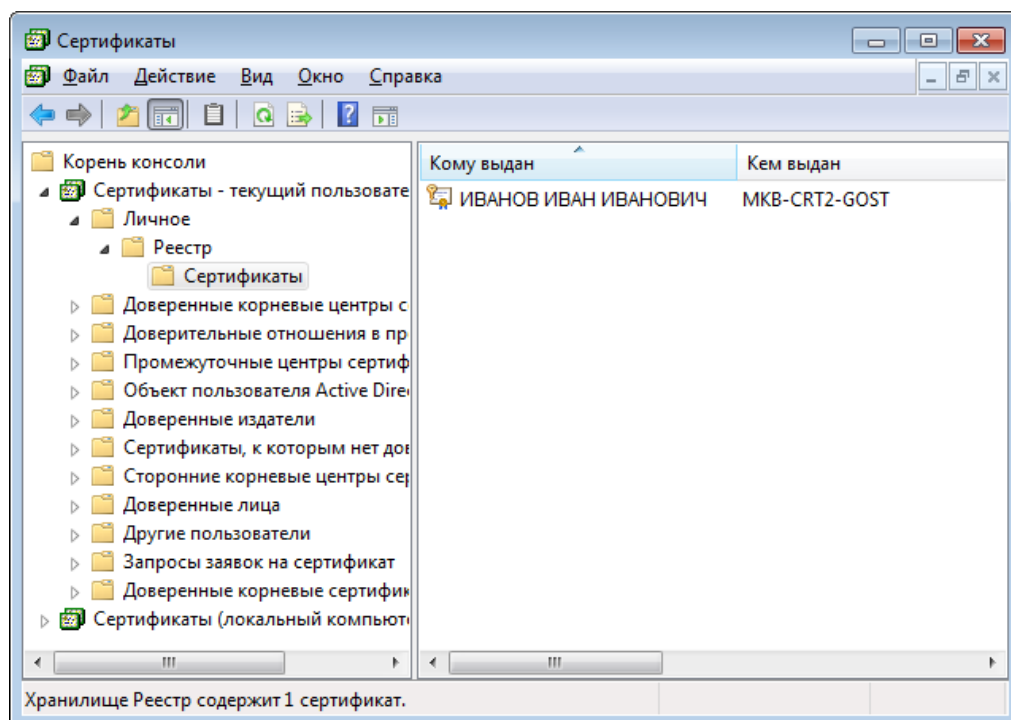 Сертификаты
Файл Действие Вид Окно Справка
Корень консоли
Сертификаты - текущий пользовате
Личное
Реестр
Сертификаты
Доверенные корневые центры с
Доверительные отношения в пр
Промежуточные центры сертиф
Объект пользователя Active Dire
Доверенные издатели
Сертификаты, к которым нет дов
Сторонние корневые центры сер
Доверенные лица
Другие пользователи
Запросы заявок на сертификат
Доверенные корневые сертифик
Сертификаты (локальный компьюте
Кому выдан Кем выдан
ИВАНОВ ИВАН ИВАНОВИЧ MKB-CRT2-GOST
Хранилище Реестр содержит 1 сертификат.